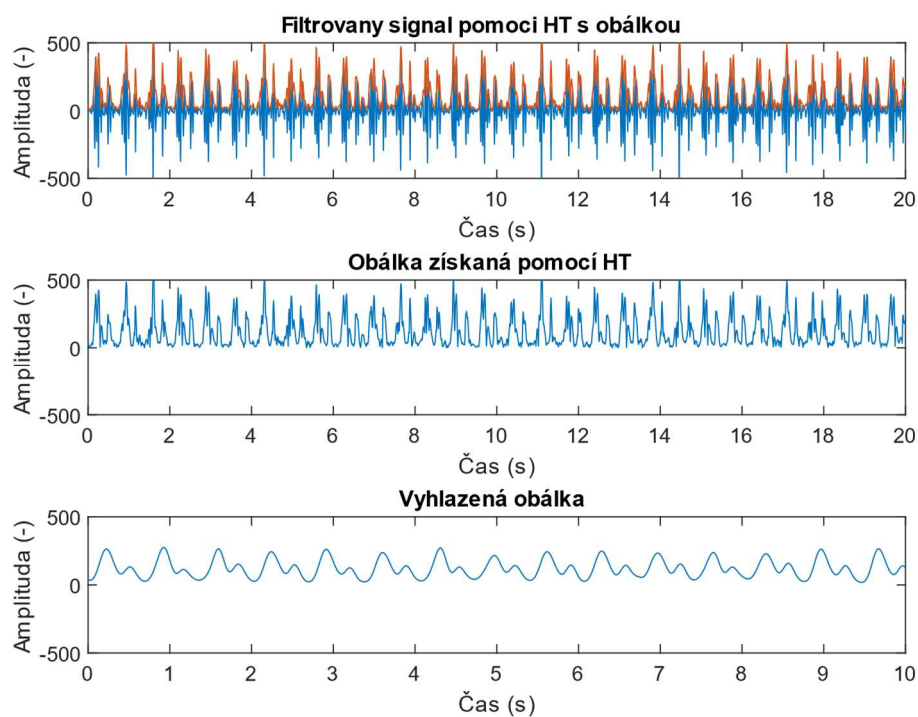 Filtrovany signal pomoci HT s obálkou
500
0
-500
Amplituda (-)
0 2 4 6 8 10 12 14 16 18 20
Čas (s)
Obálka získaná pomocí HT
500
0
-500
Amplituda (-)
0 2 4 6 8 10 12 14 16 18 20
Čas (s)
Vyhlazená obálka
500
0
-500
Amplituda (-)
0 1 2 3 4 5 6 7 8 9 10
Čas (s)